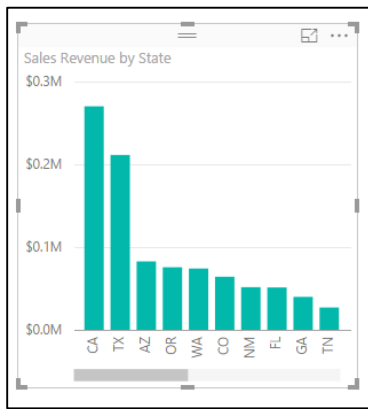 Sales Revenue by State
$0.3M
$0.2M
$0.1M
$0.0M
CA TX AZ OR WA CO NM FL GA TN